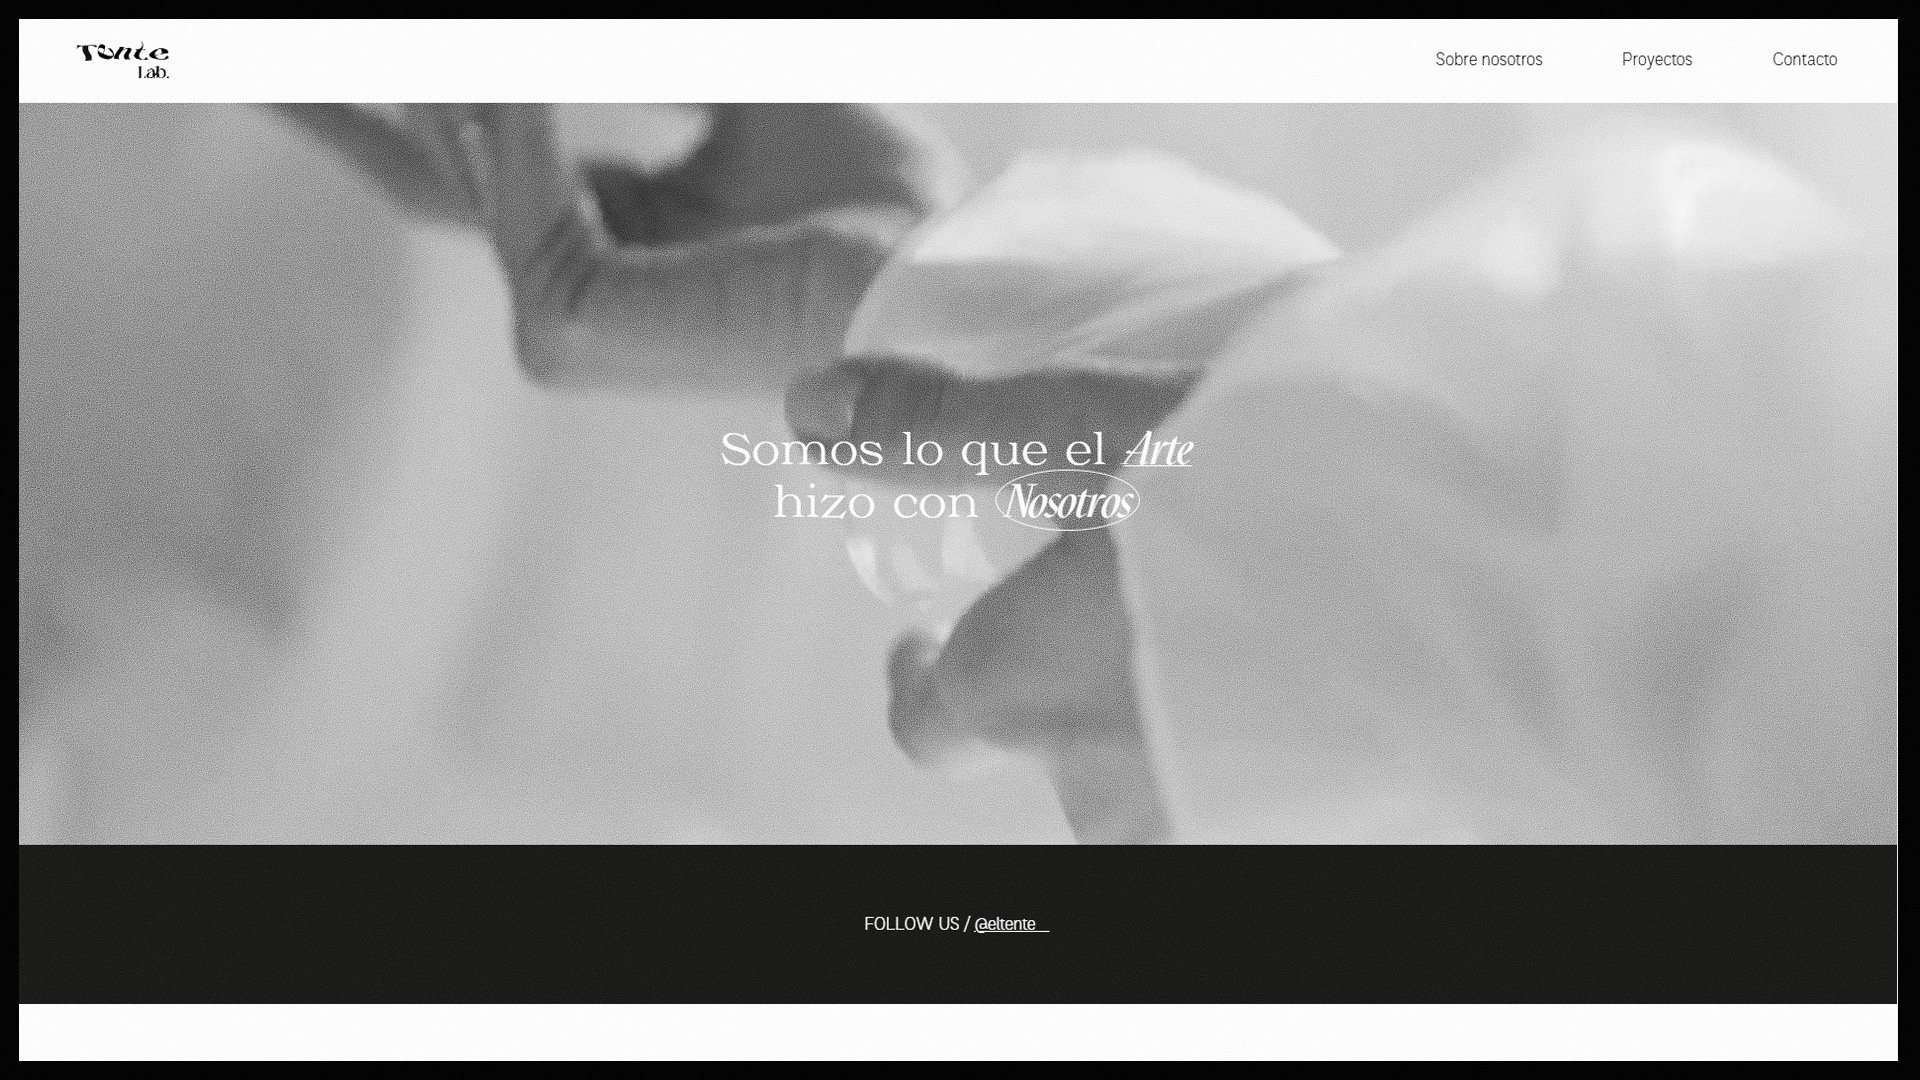 Tente
Lab.
Sobre nosotros
Proyectos
Contacto
Somos lo que el Arte
hizo con Nosotros
FOLLOW US / @eltente__